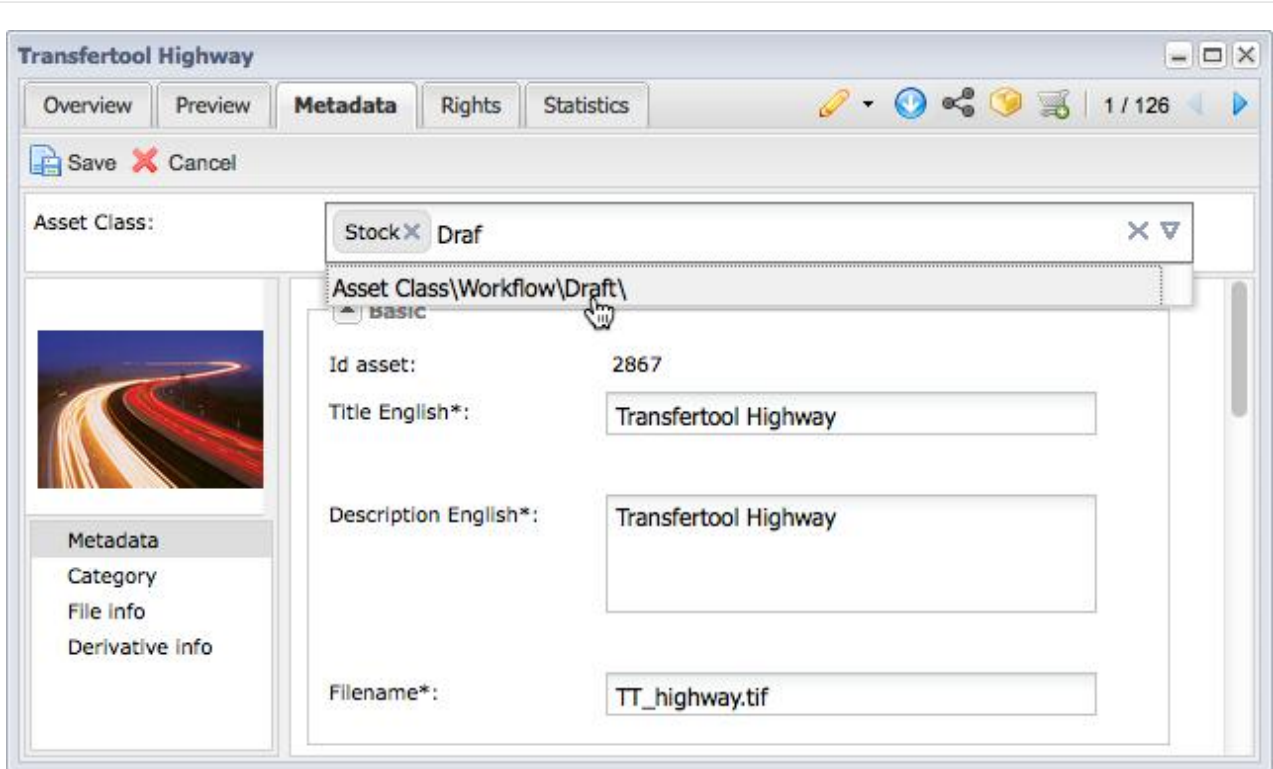 Transfertool Highway
Overview Preview Metadata Rights Statistics 1 / 126
Save Cancel
Asset Class: Stock Draf
Asset Class\Workflow\Draft\
Basic
Id asset: 2867
Title English*: Transfertool Highway
Description English*: Transfertool Highway
Metadata
Category
File info
Derivative info
Filename*: TT_highway.tif